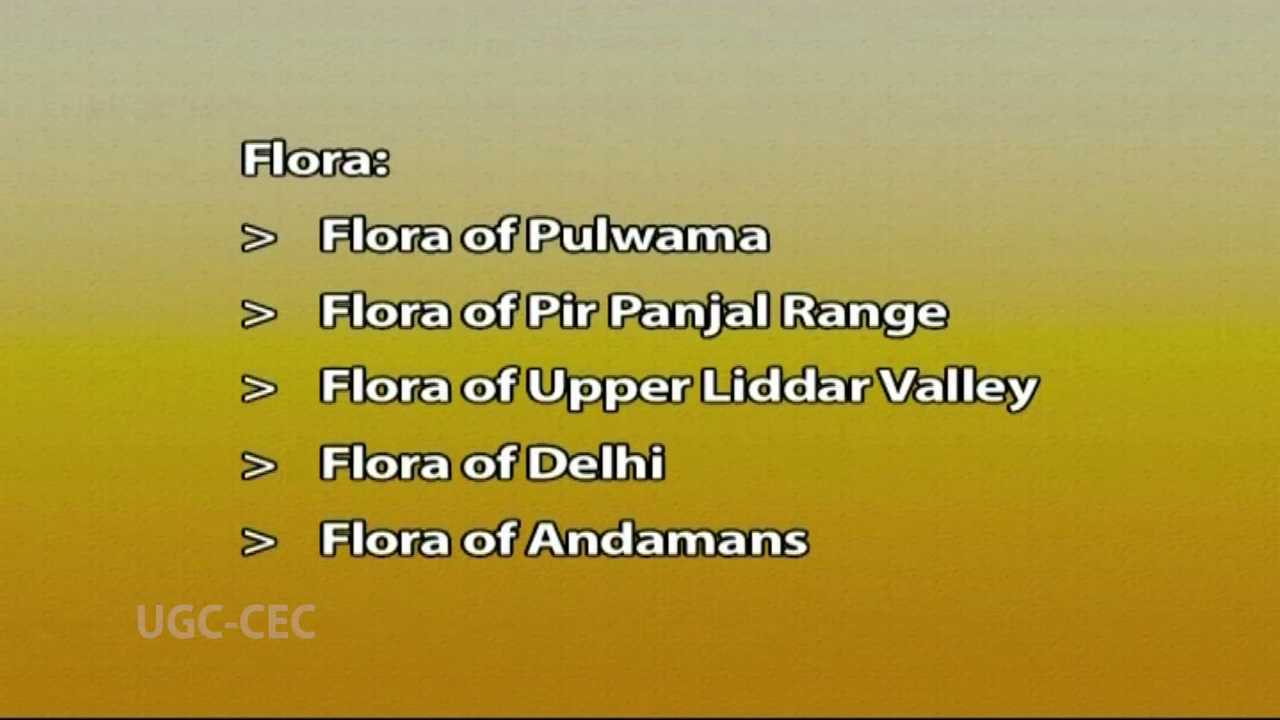 Flora:
> Flora of Pulwama
> Flora of Pir Panjal Range
> Flora of Upper Liddar Valley
> Flora of Delhi
> Flora of Andamans
UGC-CEC